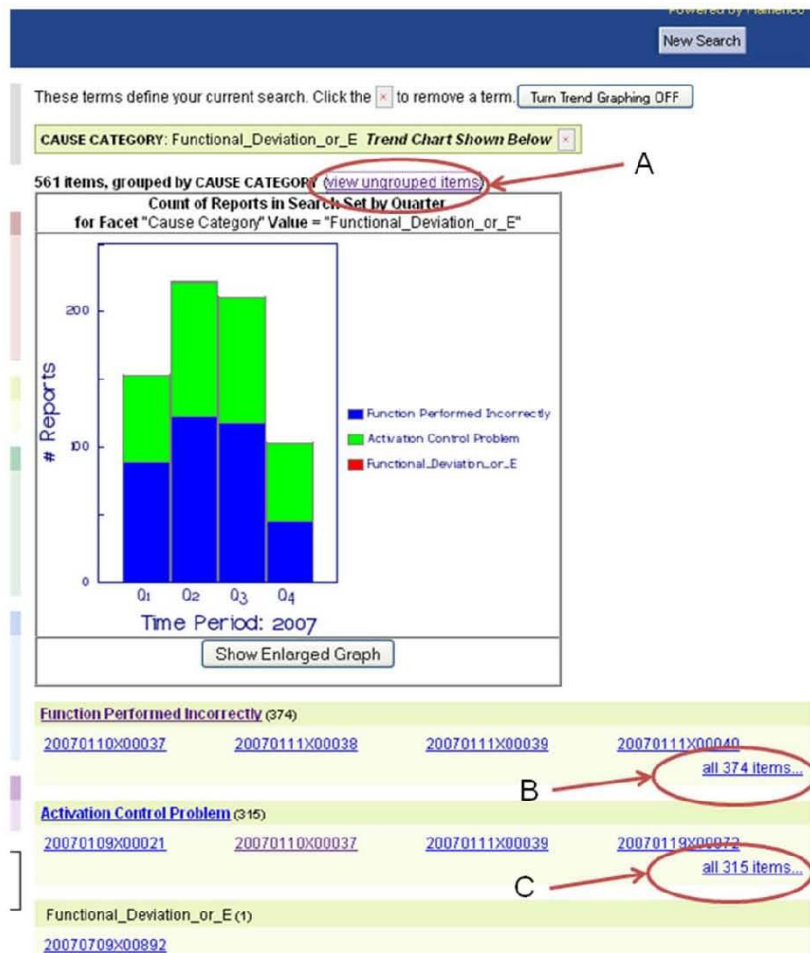 Powered by Flamenco
New Search
These terms define your current search. Click the × to remove a term. Turn Trend Graphing OFF
CAUSE CATEGORY: Functional_Deviation_or_E Trend Chart Shown Below ×
A
561 items, grouped by CAUSE CATEGORY (view ungrouped items)
Count of Reports in Search Set by Quarter
for Facet "Cause Category" Value = "Functional_Deviation_or_E"
# Reports
200
100
0
Function Performed Incorrectly
Activation Control Problem
Functional_Deviation_or_E
Q1 Q2 Q3 Q4
Time Period: 2007
Show Enlarged Graph
Function Performed Incorrectly (374)
20070110X00037 20070111X00038 20070111X00039 20070111X00040
all 374 items...
B
Activation Control Problem (315)
20070109X00021 20070110X00037 20070111X00039 20070119X00072
all 315 items...
C
Functional_Deviation_or_E (1)
20070709X00892